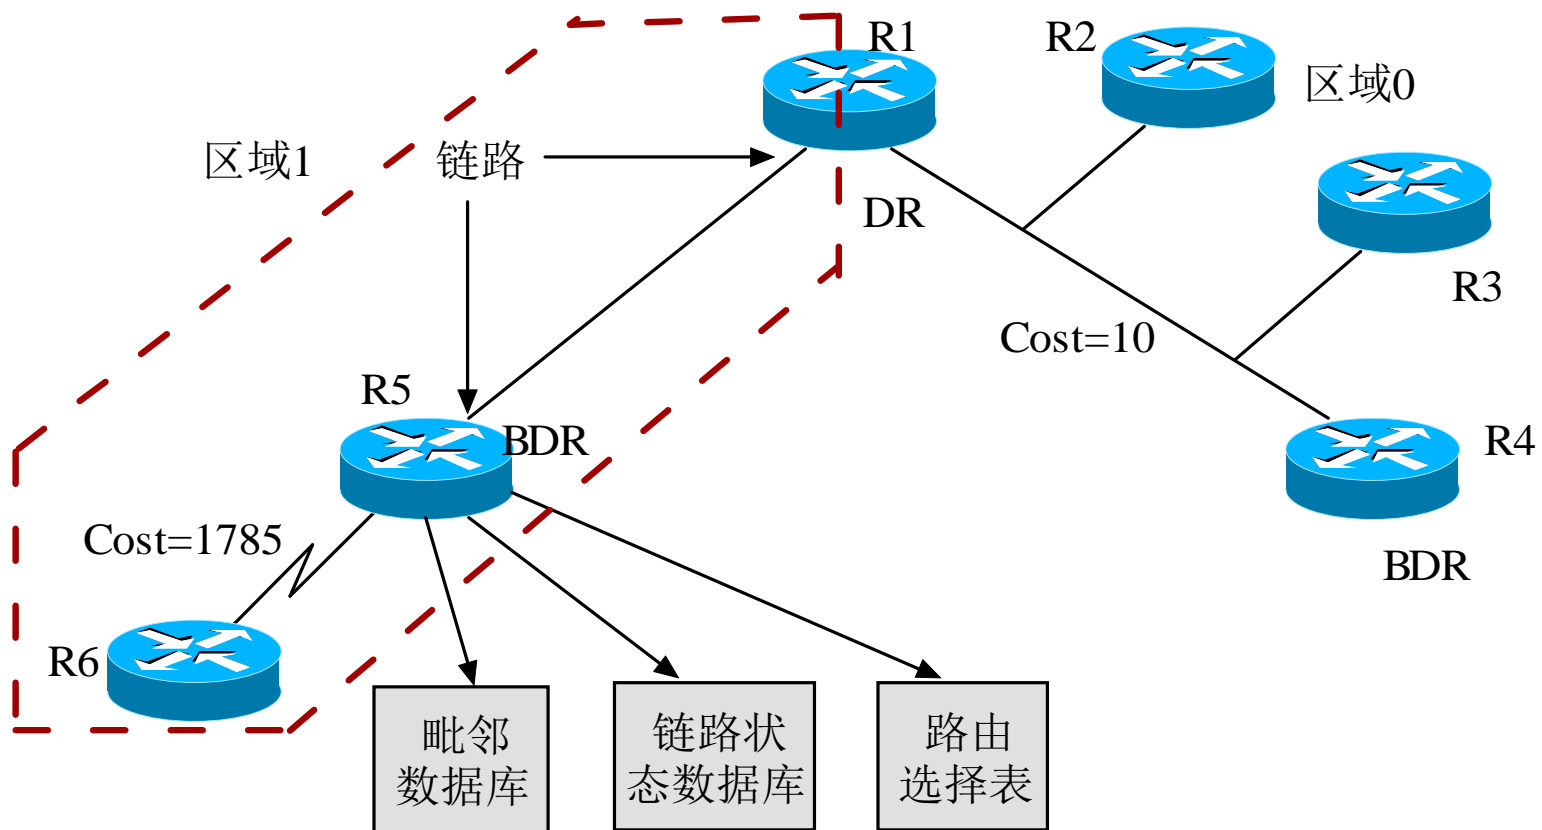 R1
R2
区域0
区域1
链路
DR
R3
Cost=10
R5
BDR
R4
Cost=1785
BDR
R6
毗邻
数据库
链路状
态数据库
路由
选择表